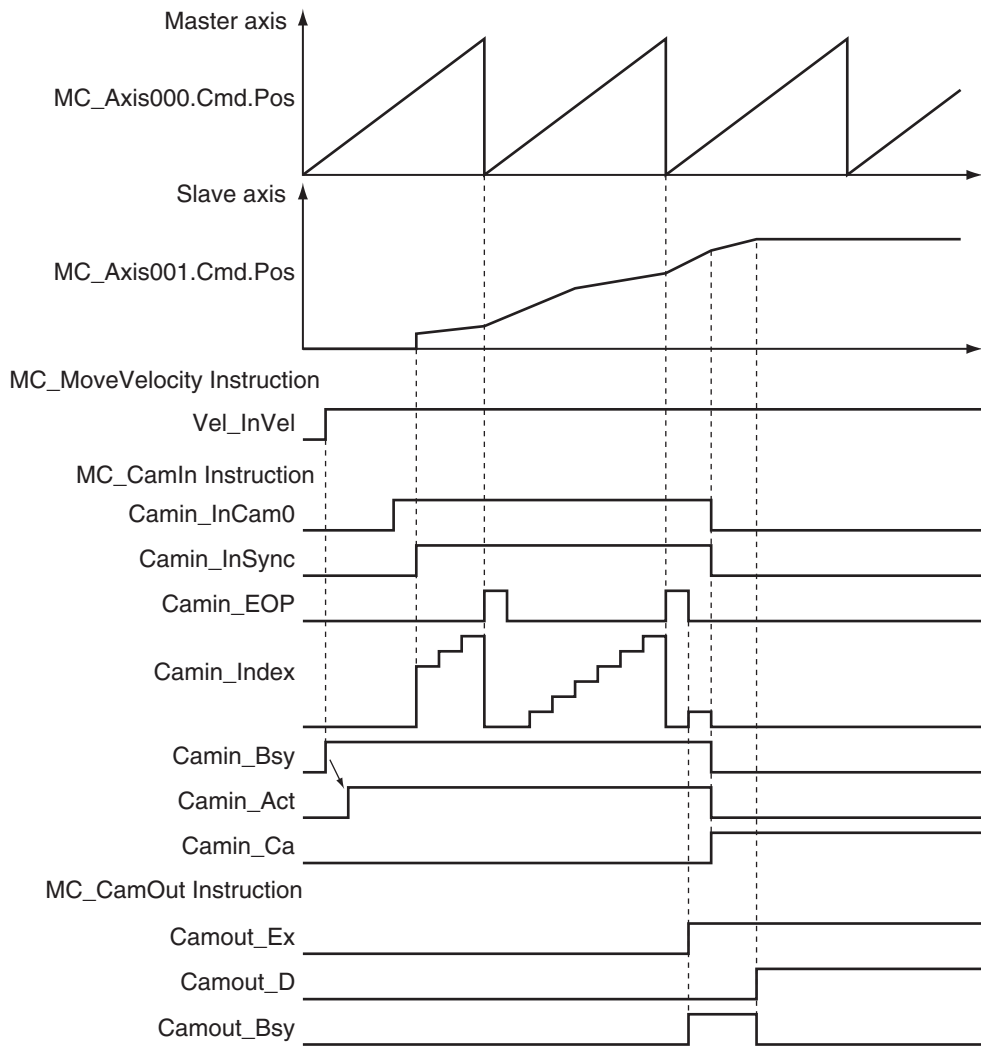 Master axis
MC_Axis000.Cmd.Pos
Slave axis
MC_Axis001.Cmd.Pos
MC_MoveVelocity Instruction
Vel_InVel
MC_CamIn Instruction
Camin_InCam0
Camin_InSync
Camin_EOP
Camin_Index
Camin_Bsy
Camin_Act
Camin_Ca
MC_CamOut Instruction
Camout_Ex
Camout_D
Camout_Bsy